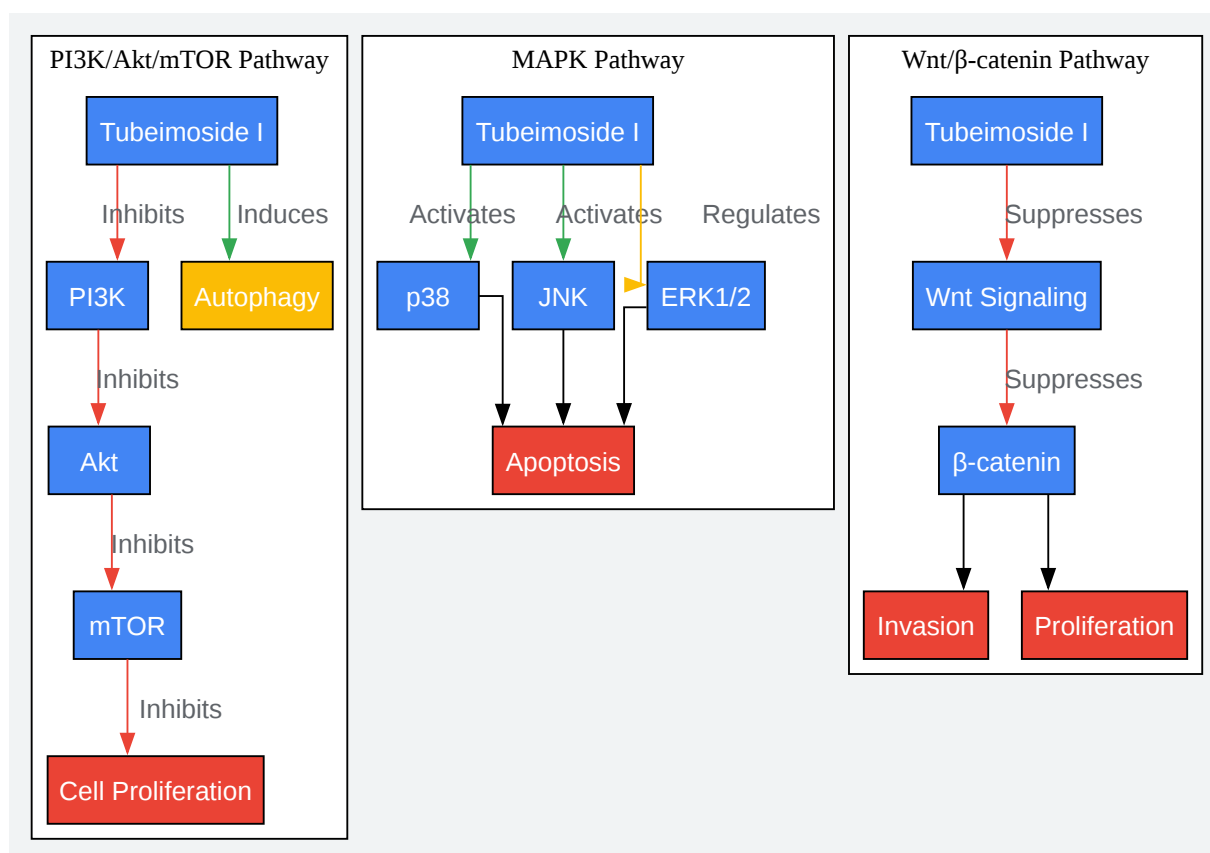 PI3K/Akt/mTOR Pathway
Tubeimoside I
Inhibits
Induces
PI3K
Autophagy
Inhibits
Akt
Inhibits
mTOR
Inhibits
Cell Proliferation
MAPK Pathway
Tubeimoside I
Activates
Activates
Regulates
p38
JNK
ERK1/2
Apoptosis
Wnt/β-catenin Pathway
Tubeimoside I
Suppresses
Wnt Signaling
Suppresses
β-catenin
Invasion
Proliferation